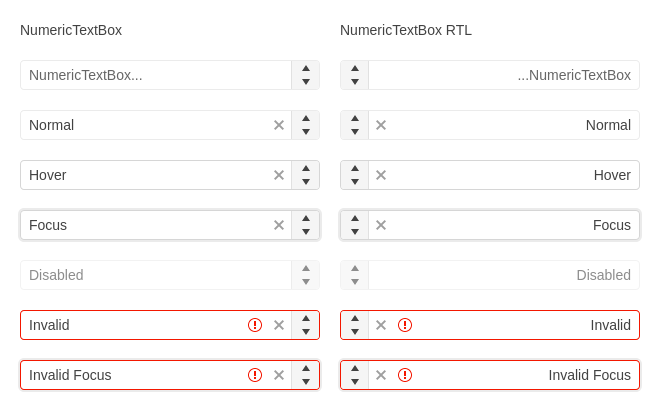 NumericTextBox
NumericTextBox RTL
NumericTextBox...
...NumericTextBox
Normal
Normal
Hover
Hover
Focus
Focus
Disabled
Disabled
Invalid
Invalid
Invalid Focus
Invalid Focus